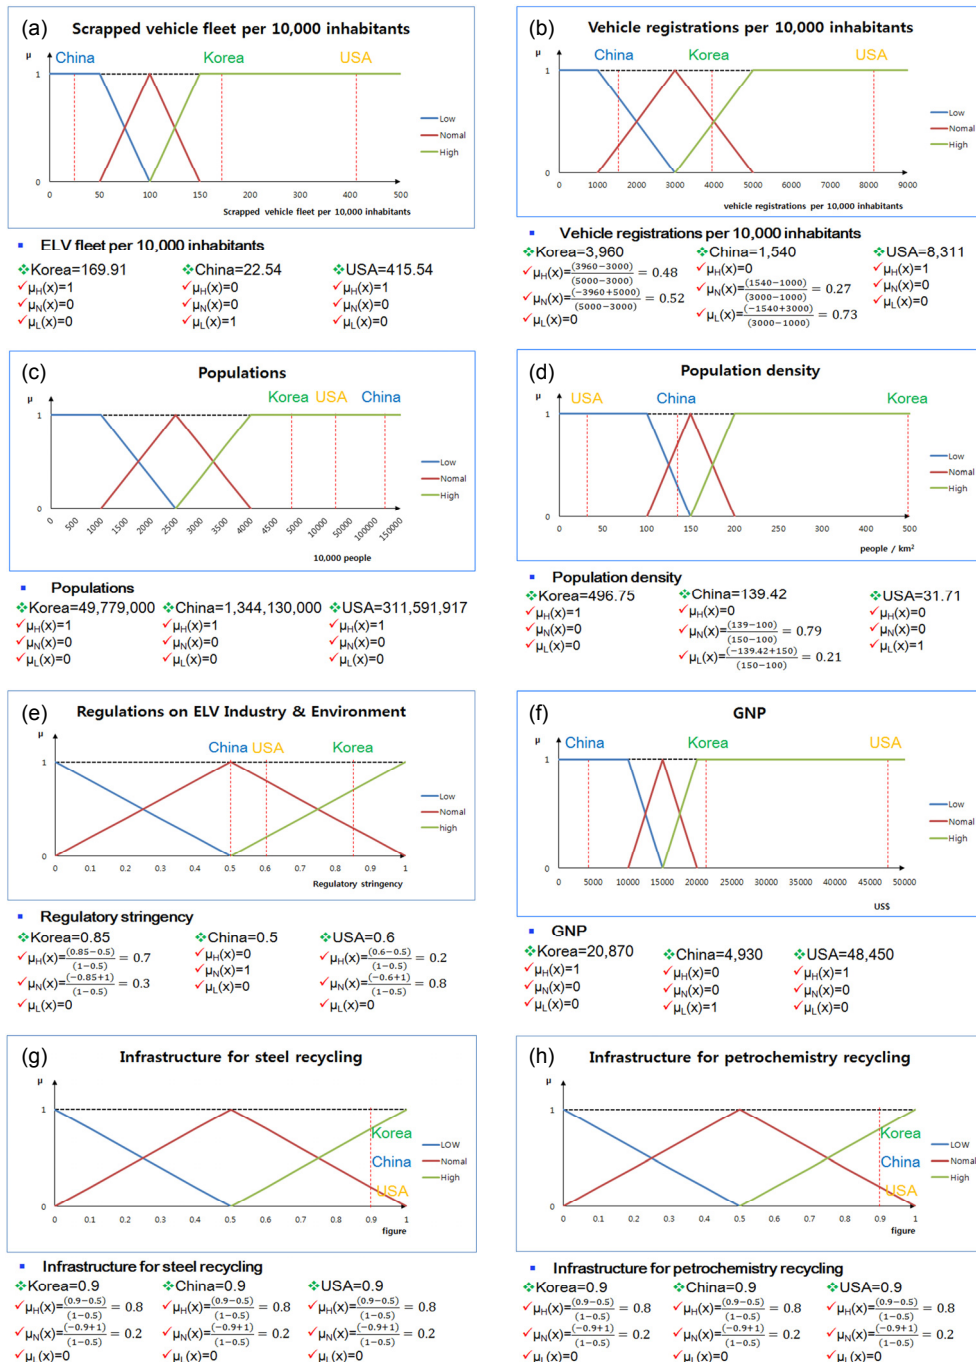 (a) Scrapped vehicle fleet per 10,000 inhabitants
μ
China Korea USA
1
Low
Nomal
High
0
0 50 100 150 200 250 300 400 500
Scrapped vehicle fleet per 10,000 inhabitants
ELV fleet per 10,000 inhabitants
❖Korea=169.91 ❖China=22.54 ❖USA=415.54
✓μH(x)=1 ✓μH(x)=0 ✓μH(x)=1
✓μN(x)=0 ✓μN(x)=0 ✓μN(x)=0
✓μL(x)=0 ✓μL(x)=1 ✓μL(x)=0
(b) Vehicle registrations per 10,000 inhabitants
μ
China Korea USA
1
Low
Nomal
High
0
0 1000 2000 3000 4000 5000 6000 7000 8000 9000
vehicle registrations per 10,000 inhabitants
Vehicle registrations per 10,000 inhabitants
❖Korea=3,960 ❖China=1,540 ❖USA=8,311
✓μH(x)=(3960−3000)/(5000−3000) = 0.48 ✓μH(x)=0 ✓μH(x)=1
✓μN(x)=(−3960+5000)/(5000−3000) = 0.52 ✓μN(x)=(1540−1000)/(3000−1000) = 0.27 ✓μN(x)=0
✓μL(x)=0 ✓μL(x)=(−1540+3000)/(3000−1000) = 0.73 ✓μL(x)=0
(c) Populations
μ
Korea USA China
1
Low
Nomal
High
0
0 500 1000 1500 2000 2500 3000 3500 4000 4500 5000 10000 50000 100000 150000
10,000 people
Populations
❖Korea=49,779,000 ❖China=1,344,130,000 ❖USA=311,591,917
✓μH(x)=1 ✓μH(x)=1 ✓μH(x)=1
✓μN(x)=0 ✓μN(x)=0 ✓μN(x)=0
✓μL(x)=0 ✓μL(x)=0 ✓μL(x)=0
(d) Population density
μ
USA China Korea
1
Low
Nomal
High
0
0 50 100 150 200 300 400 500
people / km²
Population density
❖Korea=496.75 ❖China=139.42 ❖USA=31.71
✓μH(x)=1 ✓μH(x)=0 ✓μH(x)=0
✓μN(x)=0 ✓μN(x)=(139−100)/(150−100) = 0.79 ✓μN(x)=0
✓μL(x)=0 ✓μL(x)=(−139.42+150)/(150−100) = 0.21 ✓μL(x)=1
(e) Regulations on ELV Industry & Environment
μ
China USA Korea
1
Low
Nomal
high
0
0 0.1 0.2 0.3 0.4 0.5 0.6 0.7 0.8 0.9 1
Regulatory stringency
Regulatory stringency
❖Korea=0.85 ❖China=0.5 ❖USA=0.6
✓μH(x)=(0.85−0.5)/(1−0.5) = 0.7 ✓μH(x)=0 ✓μH(x)=(0.6−0.5)/(1−0.5) = 0.2
✓μN(x)=(−0.85+1)/(1−0.5) = 0.3 ✓μN(x)=1 ✓μN(x)=(−0.6+1)/(1−0.5) = 0.8
✓μL(x)=0 ✓μL(x)=0 ✓μL(x)=0
(f) GNP
μ
China Korea USA
1
Low
Nomal
High
0
0 5000 10000 15000 20000 25000 30000 35000 40000 45000 50000
US$
GNP
❖Korea=20,870 ❖China=4,930 ❖USA=48,450
✓μH(x)=1 ✓μH(x)=0 ✓μH(x)=1
✓μN(x)=0 ✓μN(x)=0 ✓μN(x)=0
✓μL(x)=0 ✓μL(x)=1 ✓μL(x)=0
(g) Infrastructure for steel recycling
μ
1
Korea
China
USA
LOW
Nomal
High
0
0 0.1 0.2 0.3 0.4 0.5 0.6 0.7 0.8 0.9 1
figure
Infrastructure for steel recycling
❖Korea=0.9 ❖China=0.9 ❖USA=0.9
✓μH(x)=(0.9−0.5)/(1−0.5) = 0.8 ✓μH(x)=(0.9−0.5)/(1−0.5) = 0.8 ✓μH(x)=(0.9−0.5)/(1−0.5) = 0.8
✓μN(x)=(−0.9+1)/(1−0.5) = 0.2 ✓μN(x)=(−0.9+1)/(1−0.5) = 0.2 ✓μN(x)=(−0.9+1)/(1−0.5) = 0.2
✓μL(x)=0 ✓μL(x)=0 ✓μL(x)=0
(h) Infrastructure for petrochemistry recycling
μ
1
Korea
China
USA
LOW
Nomal
High
0
0 0.1 0.2 0.3 0.4 0.5 0.6 0.7 0.8 0.9 1
figure
Infrastructure for petrochemistry recycling
❖Korea=0.9 ❖China=0.9 ❖USA=0.9
✓μH(x)=(0.9−0.5)/(1−0.5) = 0.8 ✓μH(x)=(0.9−0.5)/(1−0.5) = 0.8 ✓μH(x)=(0.9−0.5)/(1−0.5) = 0.8
✓μN(x)=(−0.9+1)/(1−0.5) = 0.2 ✓μN(x)=(−0.9+1)/(1−0.5) = 0.2 ✓μN(x)=(−0.9+1)/(1−0.5) = 0.2
✓μL(x)=0 ✓μL(x)=0 ✓μL(x)=0